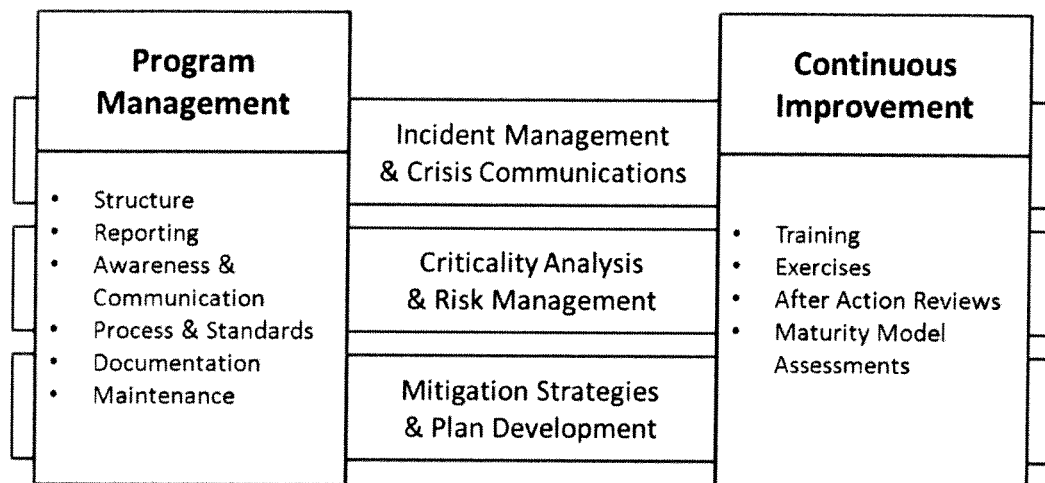 Program
Management
• Structure
• Reporting
• Awareness &
Communication
• Process & Standards
• Documentation
• Maintenance
Incident Management
& Crisis Communications
Criticality Analysis
& Risk Management
Mitigation Strategies
& Plan Development
Continuous
Improvement
• Training
• Exercises
• After Action Reviews
• Maturity Model
Assessments